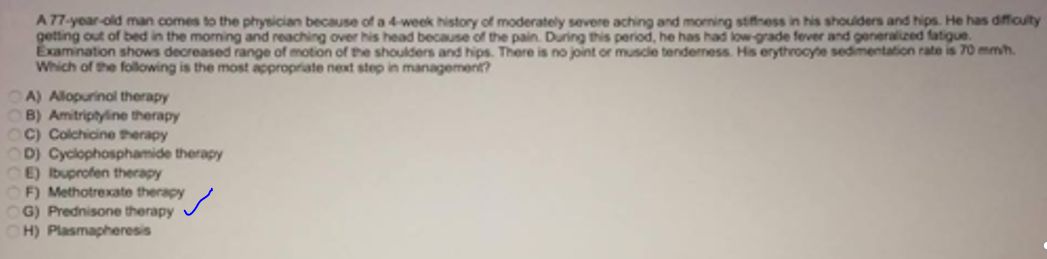 A 77-year-old man comes to the physician because of a 4-week history of moderately severe aching and morning stiffness in his shoulders and hips. He has difficulty
getting out of bed in the morning and reaching over his head because of the pain. During this period, he has had low-grade fever and generalized fatigue.
Examination shows decreased range of motion of the shoulders and hips. There is no joint or muscle tenderness. His erythrocyte sedimentation rate is 70 mm/h.
Which of the following is the most appropriate next step in management?
A) Allopurinol therapy
B) Amitriptyline therapy
C) Colchicine therapy
D) Cyclophosphamide therapy
E) Ibuprofen therapy
F) Methotrexate therapy
G) Prednisone therapy
H) Plasmapheresis